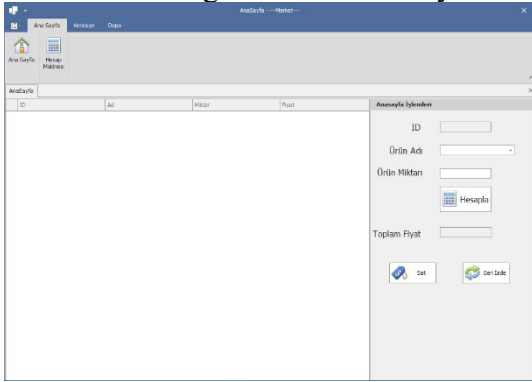 AnaSayfa ----Market---
Ana Sayfa Veresiye Depo
Ana Sayfa
Hesap
Makinası
AnaSayfa
ID Ad Miktar Fiyat
Anasayfa İşlemleri
ID
Ürün Adı
Ürün Miktarı
Hesapla
Toplam Fiyat
Sat
Geri İade